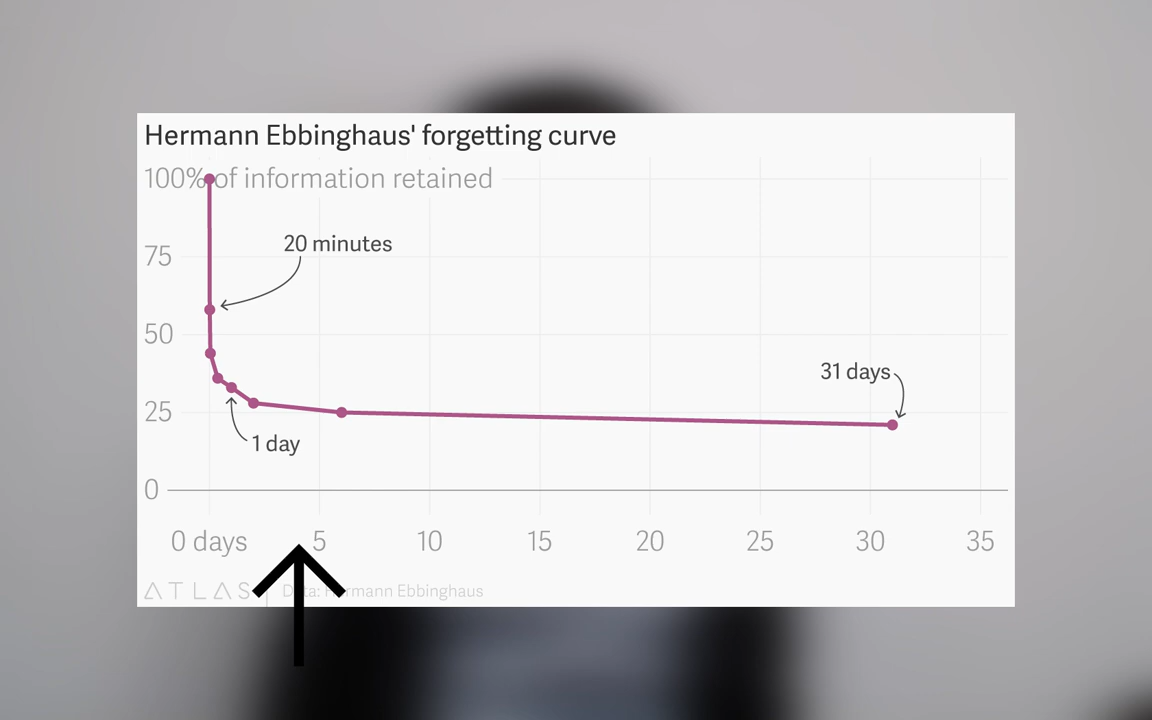 Hermann Ebbinghaus' forgetting curve
100% of information retained
20 minutes
75
50
31 days
25
1 day
0
0 days 5 10 15 20 25 30 35
ATLAS | Data: Hermann Ebbinghaus